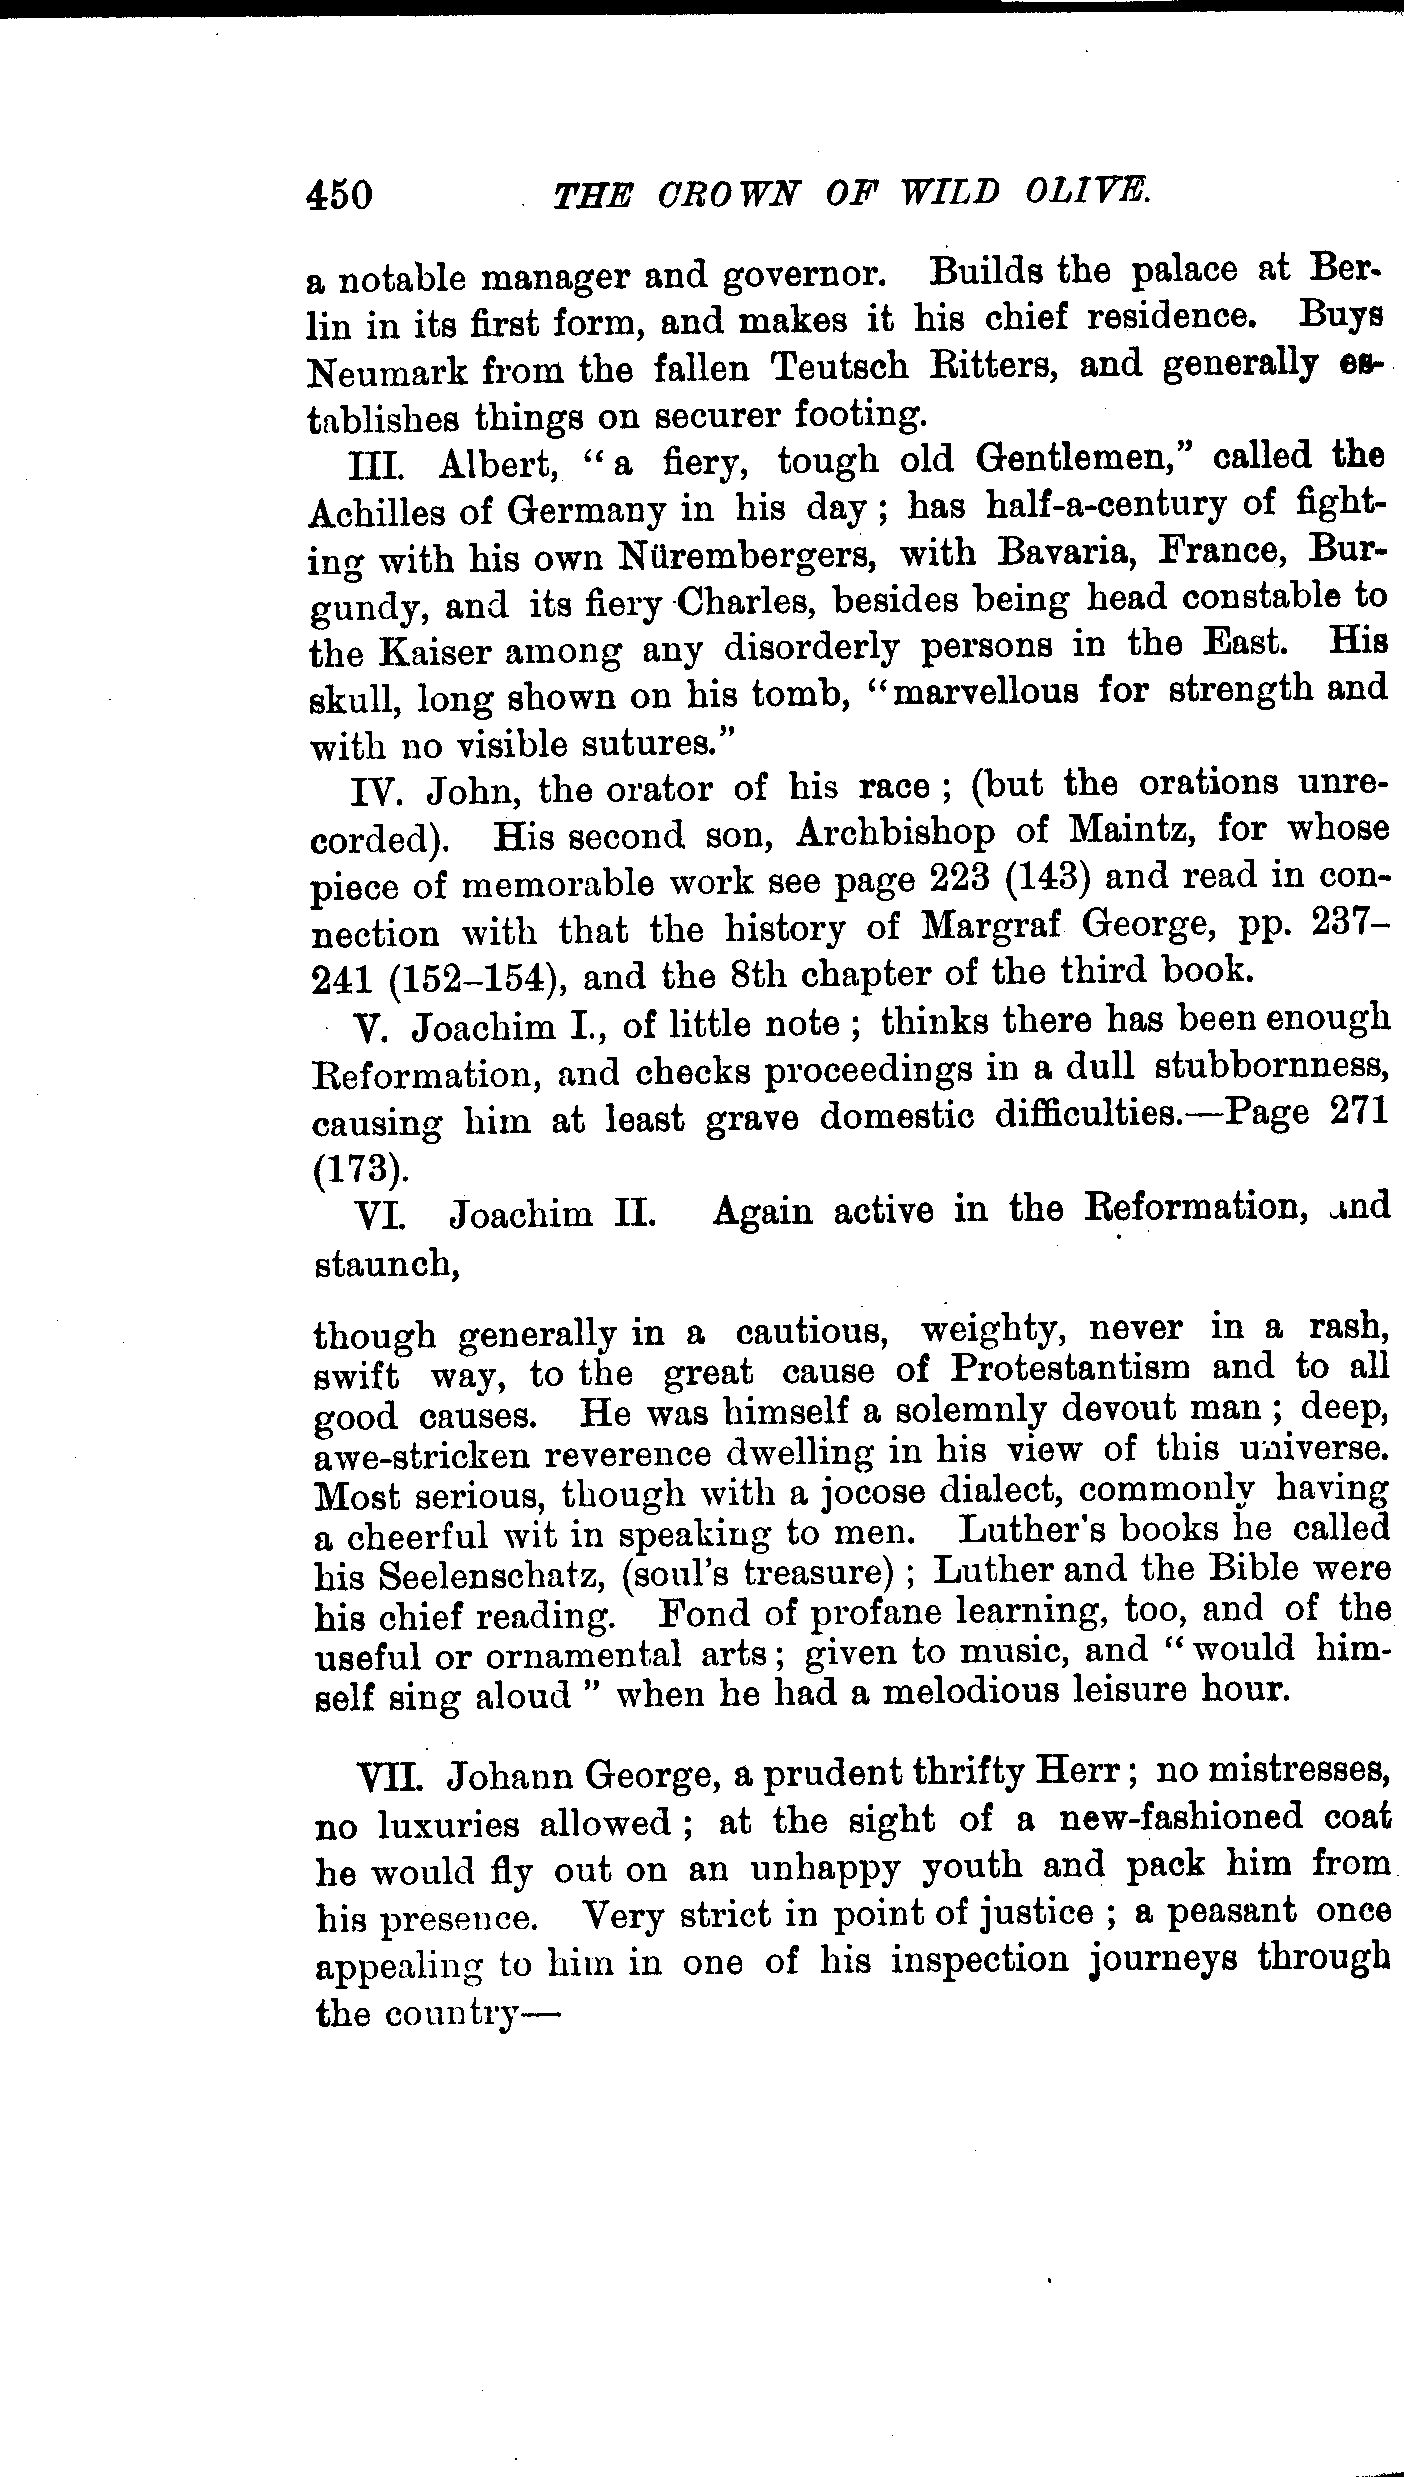 450 THE CROWN OF WILD OLIVE.
a notable manager and governor. Builds the palace at Ber-
lin in its first form, and makes it his chief residence. Buys
Neumark from the fallen Teutsch Ritters, and generally es-
tablishes things on securer footing.
III. Albert, “a fiery, tough old Gentlemen,” called the
Achilles of Germany in his day; has half-a-century of fight-
ing with his own Nürembergers, with Bavaria, France, Bur-
gundy, and its fiery Charles, besides being head constable to
the Kaiser among any disorderly persons in the East. His
skull, long shown on his tomb, “marvellous for strength and
with no visible sutures.”
IV. John, the orator of his race; (but the orations unre-
corded). His second son, Archbishop of Maintz, for whose
piece of memorable work see page 223 (143) and read in con-
nection with that the history of Margraf George, pp. 237–
241 (152–154), and the 8th chapter of the third book.
V. Joachim I., of little note; thinks there has been enough
Reformation, and checks proceedings in a dull stubbornness,
causing him at least grave domestic difficulties.—Page 271
(173).
VI. Joachim II. Again active in the Reformation, and
staunch,
though generally in a cautious, weighty, never in a rash,
swift way, to the great cause of Protestantism and to all
good causes. He was himself a solemnly devout man; deep,
awe-stricken reverence dwelling in his view of this universe.
Most serious, though with a jocose dialect, commonly having
a cheerful wit in speaking to men. Luther's books he called
his Seelenschatz, (soul's treasure); Luther and the Bible were
his chief reading. Fond of profane learning, too, and of the
useful or ornamental arts; given to music, and “would him-
self sing aloud” when he had a melodious leisure hour.
VII. Johann George, a prudent thrifty Herr; no mistresses,
no luxuries allowed; at the sight of a new-fashioned coat
he would fly out on an unhappy youth and pack him from
his presence. Very strict in point of justice; a peasant once
appealing to him in one of his inspection journeys through
the country—